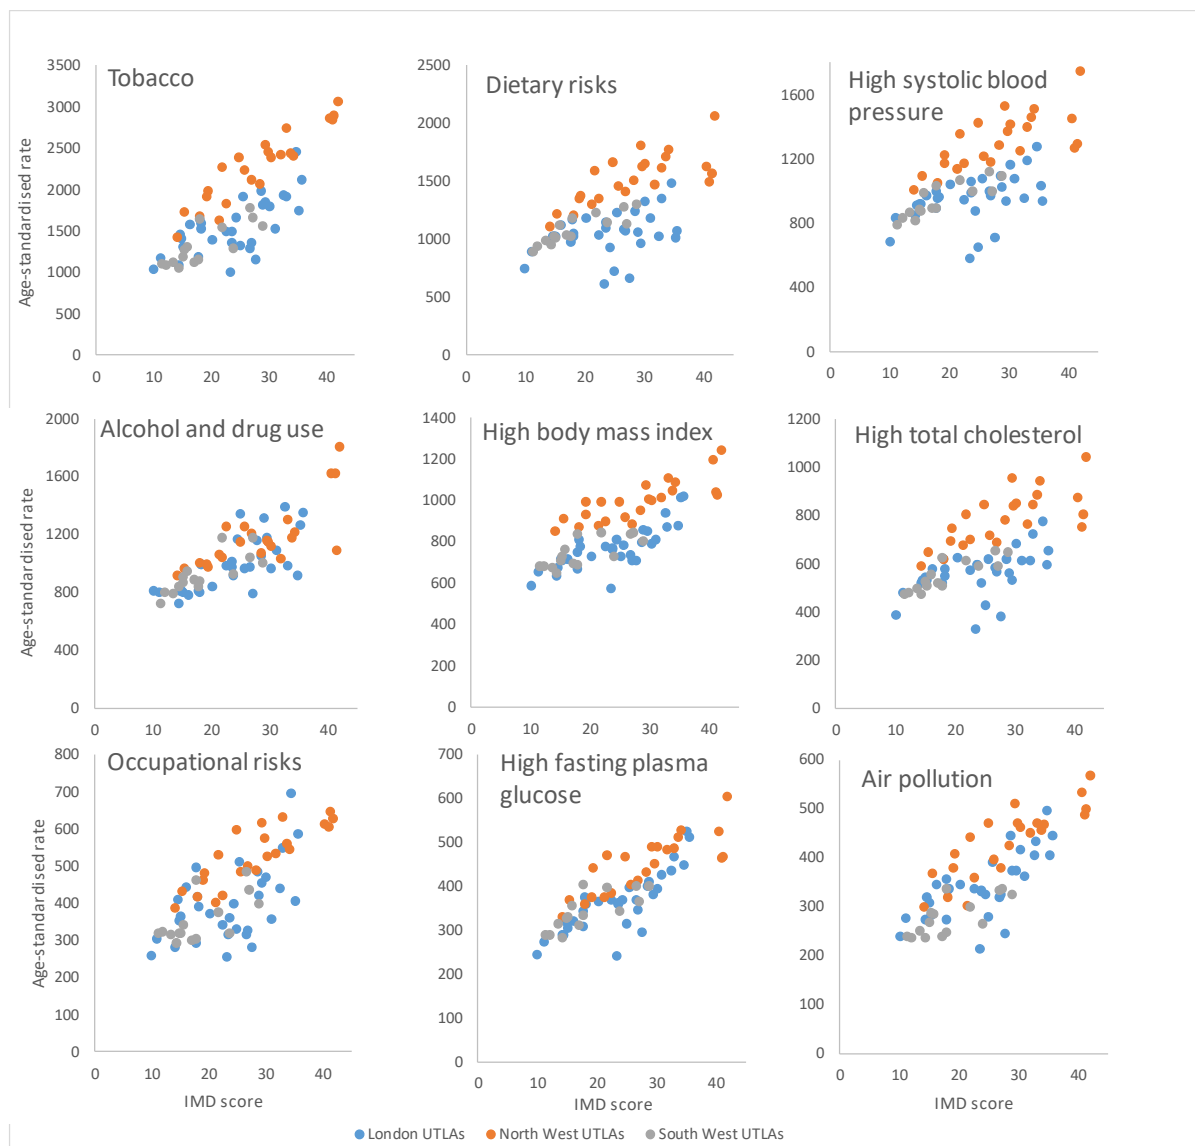 Tobacco
Age-standardised rate
3500
3000
2500
2000
1500
1000
500
0
0 10 20 30 40
Dietary risks
2500
2000
1500
1000
500
0
0 10 20 30 40
High systolic blood
pressure
1600
1200
800
400
0
0 10 20 30 40
Alcohol and drug use
Age-standardised rate
2000
1600
1200
800
400
0
0 10 20 30 40
High body mass index
1400
1200
1000
800
600
400
200
0
0 10 20 30 40
High total cholesterol
1200
1000
800
600
400
200
0
0 10 20 30 40
Occupational risks
Age-standardised rate
800
700
600
500
400
300
200
100
0
0 10 20 30 40
IMD score
High fasting plasma
glucose
700
600
500
400
300
200
100
0
0 10 20 30 40
IMD score
Air pollution
600
500
400
300
200
100
0
0 10 20 30 40
IMD score
London UTLAs North West UTLAs South West UTLAs